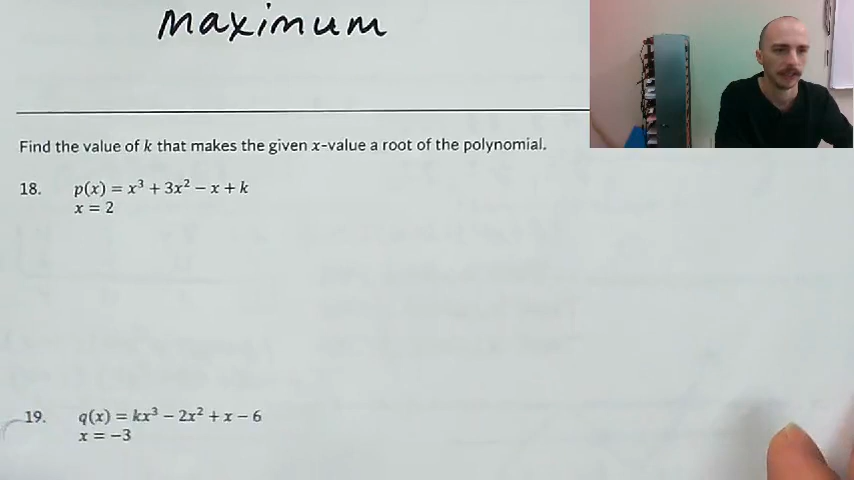 maximum
Find the value of k that makes the given x-value a root of the polynomial.
18. p(x) = x³ + 3x² − x + k
x = 2
19. q(x) = kx³ − 2x² + x − 6
x = −3